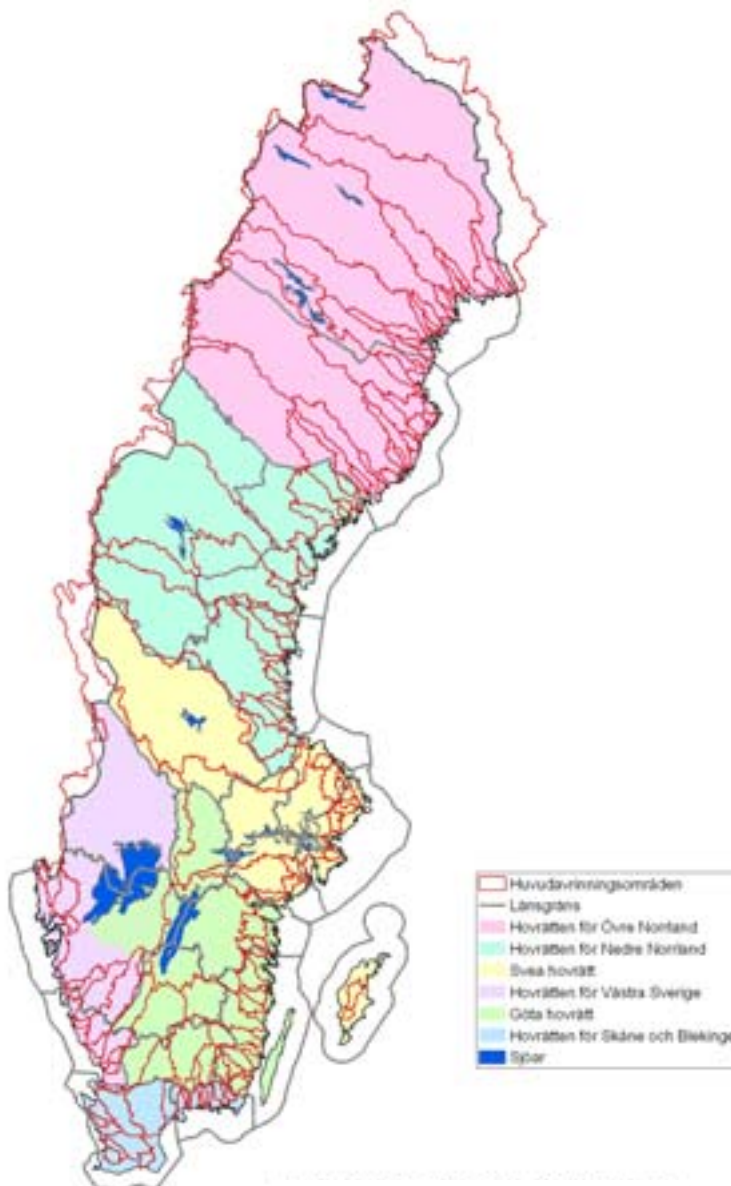 Huvudavrinningsområden
Länsgräns
Hovrätten för Övre Norrland
Hovrätten för Nedre Norrland
Svea hovrätt
Hovrätten för Västra Sverige
Göta hovrätt
Hovrätten för Skåne och Blekinge
Sjöar